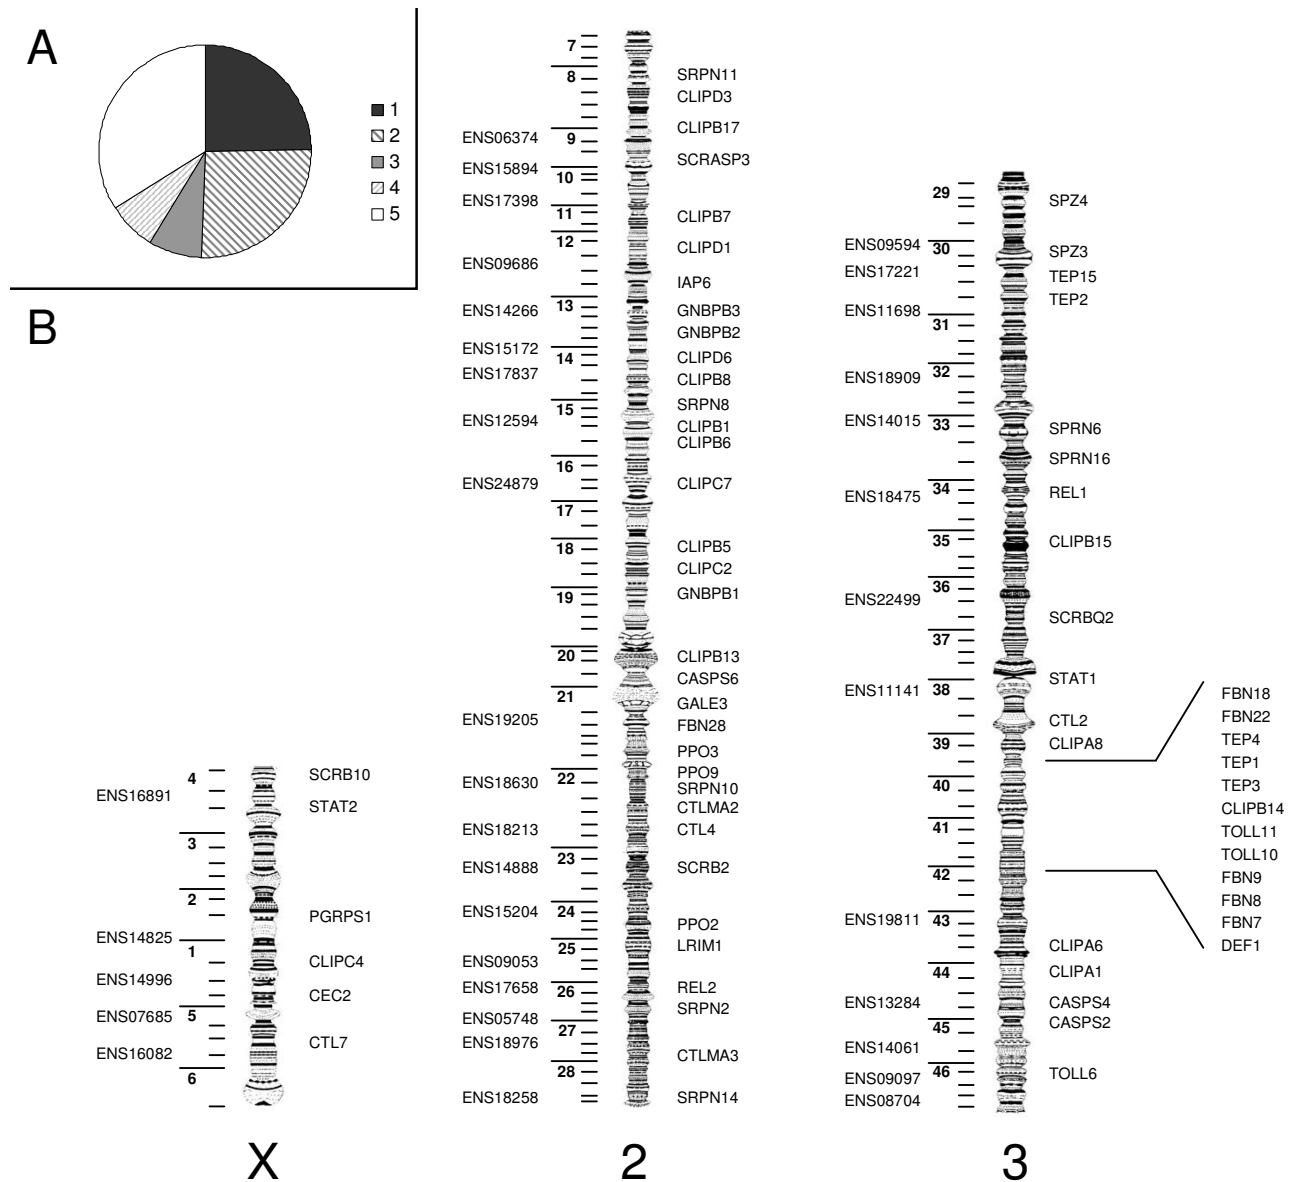 A
1
2
3
4
5
B
4
3
2
1
5
6
ENS16891
ENS14825
ENS14996
ENS07685
ENS16082
SCRB10
STAT2
PGRPS1
CLIPC4
CEC2
CTL7
X
7
8
9
10
11
12
13
14
15
16
17
18
19
20
21
22
23
24
25
26
27
28
ENS06374
ENS15894
ENS17398
ENS09686
ENS14266
ENS15172
ENS17837
ENS12594
ENS24879
ENS19205
ENS18630
ENS18213
ENS14888
ENS15204
ENS09053
ENS17658
ENS05748
ENS18976
ENS18258
SRPN11
CLIPD3
CLIPB17
SCRASP3
CLIPB7
CLIPD1
IAP6
GNBPB3
GNBPB2
CLIPD6
CLIPB8
SRPN8
CLIPB1
CLIPB6
CLIPC7
CLIPB5
CLIPC2
GNBPB1
CLIPB13
CASPS6
GALE3
FBN28
PPO3
PPO9
SRPN10
CTLMA2
CTL4
SCRB2
PPO2
LRIM1
REL2
SRPN2
CTLMA3
SRPN14
2
29
30
31
32
33
34
35
36
37
38
39
40
41
42
43
44
45
46
ENS09594
ENS17221
ENS11698
ENS18909
ENS14015
ENS18475
ENS22499
ENS11141
ENS19811
ENS13284
ENS14061
ENS09097
ENS08704
SPZ4
SPZ3
TEP15
TEP2
SPRN6
SPRN16
REL1
CLIPB15
SCRBQ2
STAT1
CTL2
CLIPA8
CLIPA6
CLIPA1
CASPS4
CASPS2
TOLL6
FBN18
FBN22
TEP4
TEP1
TEP3
CLIPB14
TOLL11
TOLL10
FBN9
FBN8
FBN7
DEF1
3